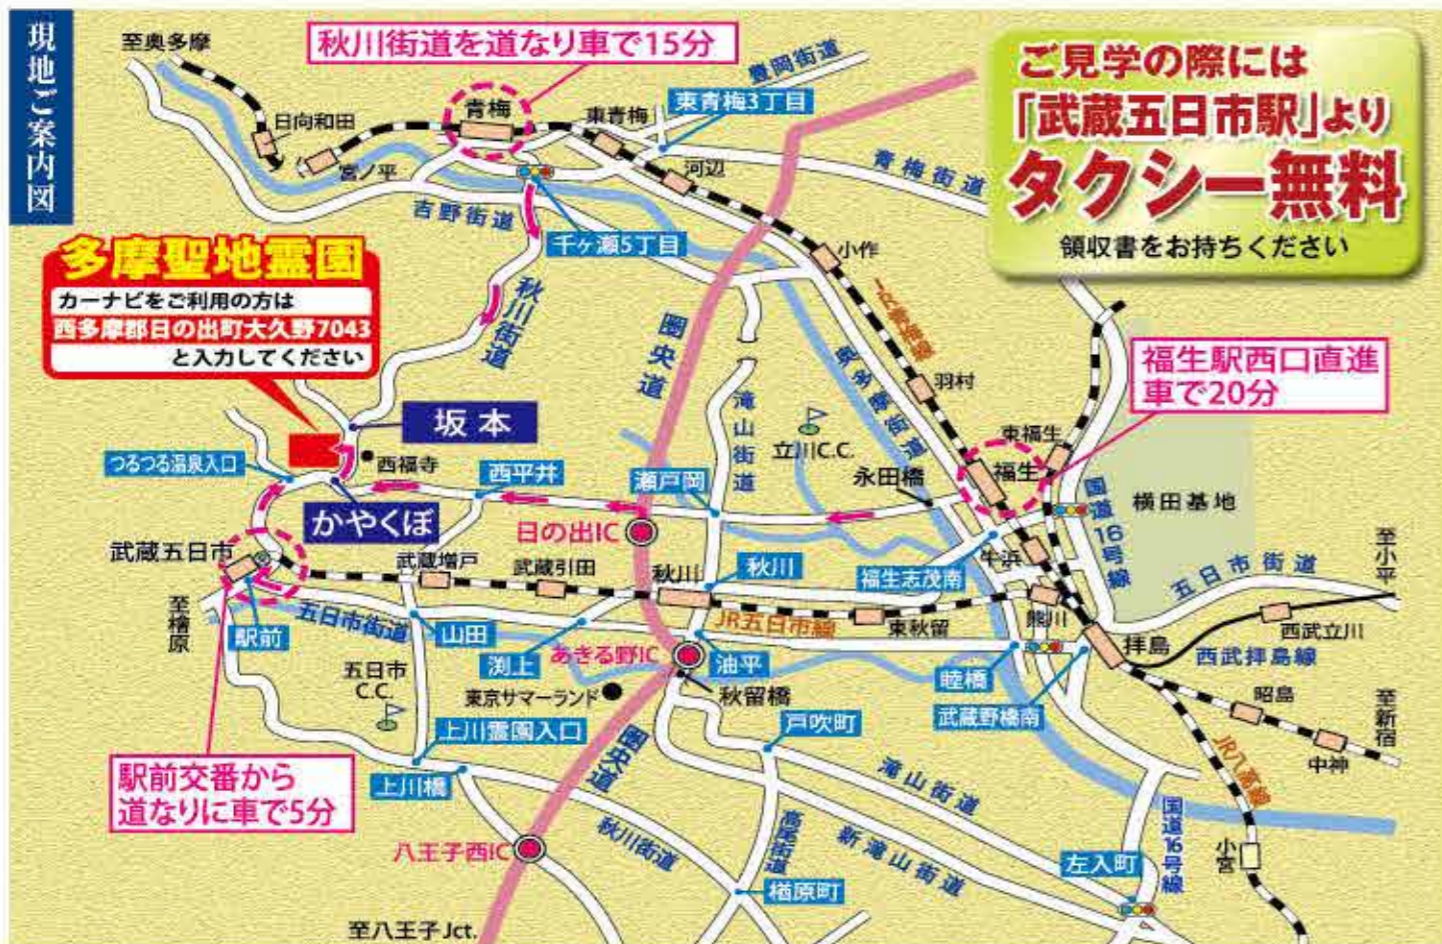 現地ご案内図
至奥多摩
秋川街道を道なり車で15分
豊岡街道
ご見学の際には
「武蔵五日市駅」より
タクシー無料
領収書をお持ちください
青梅
東青梅
東青梅3丁目
日向和田
宮ノ平
河辺
青梅街道
吉野街道
千ヶ瀬5丁目
小作
多摩聖地霊園
カーナビをご利用の方は
西多摩郡日の出町大久野7043
と入力してください
秋川街道
圏央道
JR青梅線
奥多摩街道
羽村
福生駅西口直進
車で20分
滝山街道
立川C.C.
坂本
東福生
福生
つるつる温泉入口
西福寺
西平井
瀬戸岡
永田橋
国道16号線
横田基地
かやくぼ
日の出IC
武蔵五日市
武蔵増戸
武蔵引田
秋川
秋川
福生志茂南
牛浜
至小平
五日市街道
至檜原
駅前
五日市街道
山田
渕上
JR五日市線
東秋留
熊川
拝島
西武立川
西武拝島線
あきる野IC
油平
睦橋
五日市
C.C.
東京サマーランド
秋留橋
武蔵野橋南
昭島
至新宿
戸吹町
上川霊園入口
圏央道
中神
駅前交番から
道なりに車で5分
上川橋
滝山街道
JR八高線
八王子西IC
秋川街道
高尾街道
新滝山街道
国道16号線
小宮
左入町
楢原町
至八王子Jct.